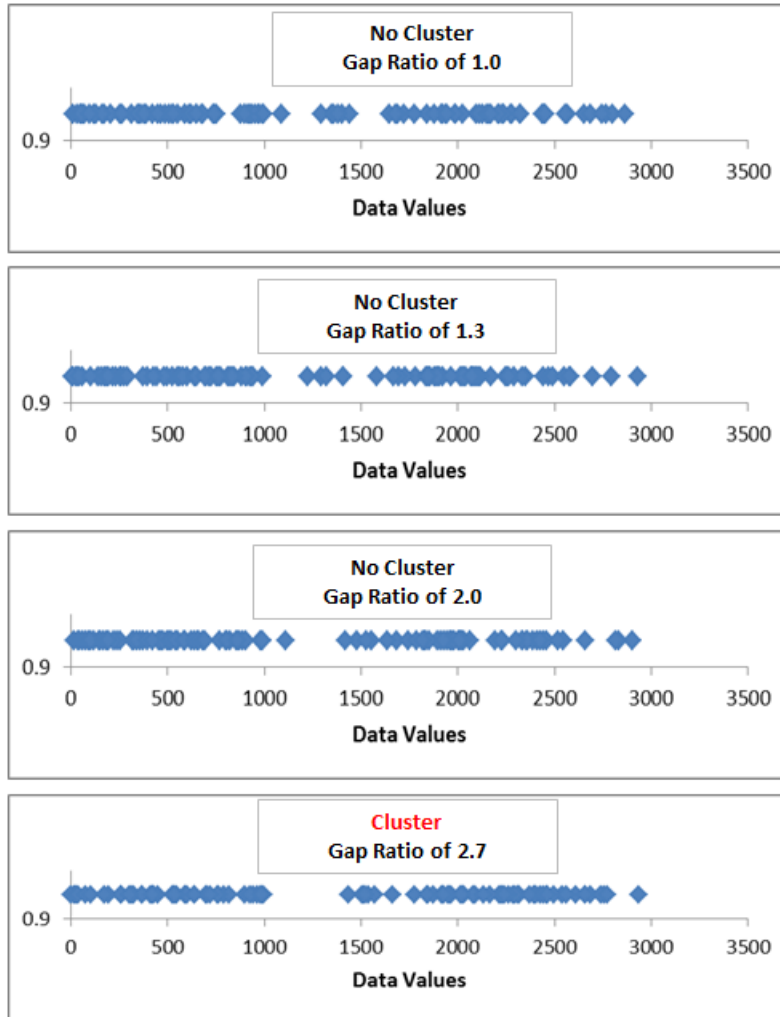 No Cluster
Gap Ratio of 1.0
0.9
0 500 1000 1500 2000 2500 3000 3500
Data Values
No Cluster
Gap Ratio of 1.3
0.9
0 500 1000 1500 2000 2500 3000 3500
Data Values
No Cluster
Gap Ratio of 2.0
0.9
0 500 1000 1500 2000 2500 3000 3500
Data Values
Cluster
Gap Ratio of 2.7
0.9
0 500 1000 1500 2000 2500 3000 3500
Data Values